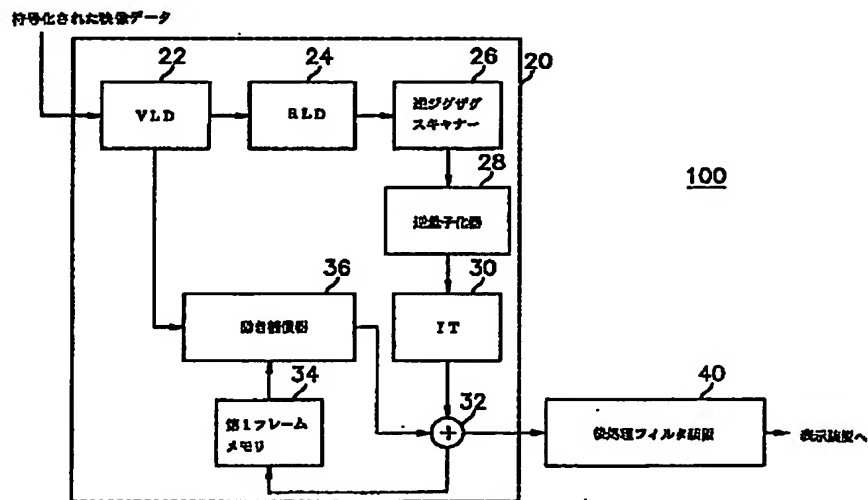 符号化された映像データ
22
24
26
20
VLD
RLD
逆ジグザグ
スキャナー
28
100
逆量子化器
36
30
動き補償器
IT
34
32
40
第1フレーム
メモリ
+
後処理フィルタ装置
表示装置へ